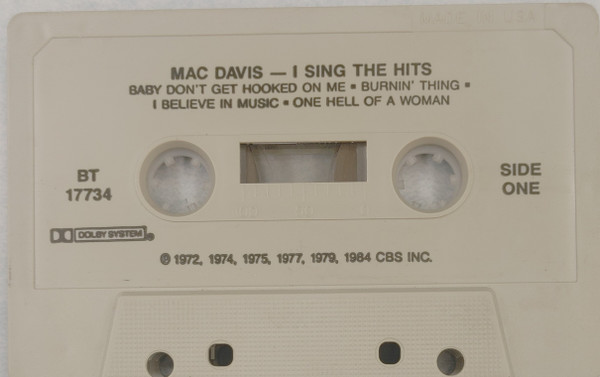 MAC DAVIS — I SING THE HITS
BABY DON'T GET HOOKED ON ME ▪ BURNIN' THING ▪
I BELIEVE IN MUSIC ▪ ONE HELL OF A WOMAN
BT
17734
SIDE
ONE
DOLBY SYSTEM®
℗ 1972, 1974, 1975, 1977, 1979, 1984 CBS INC.